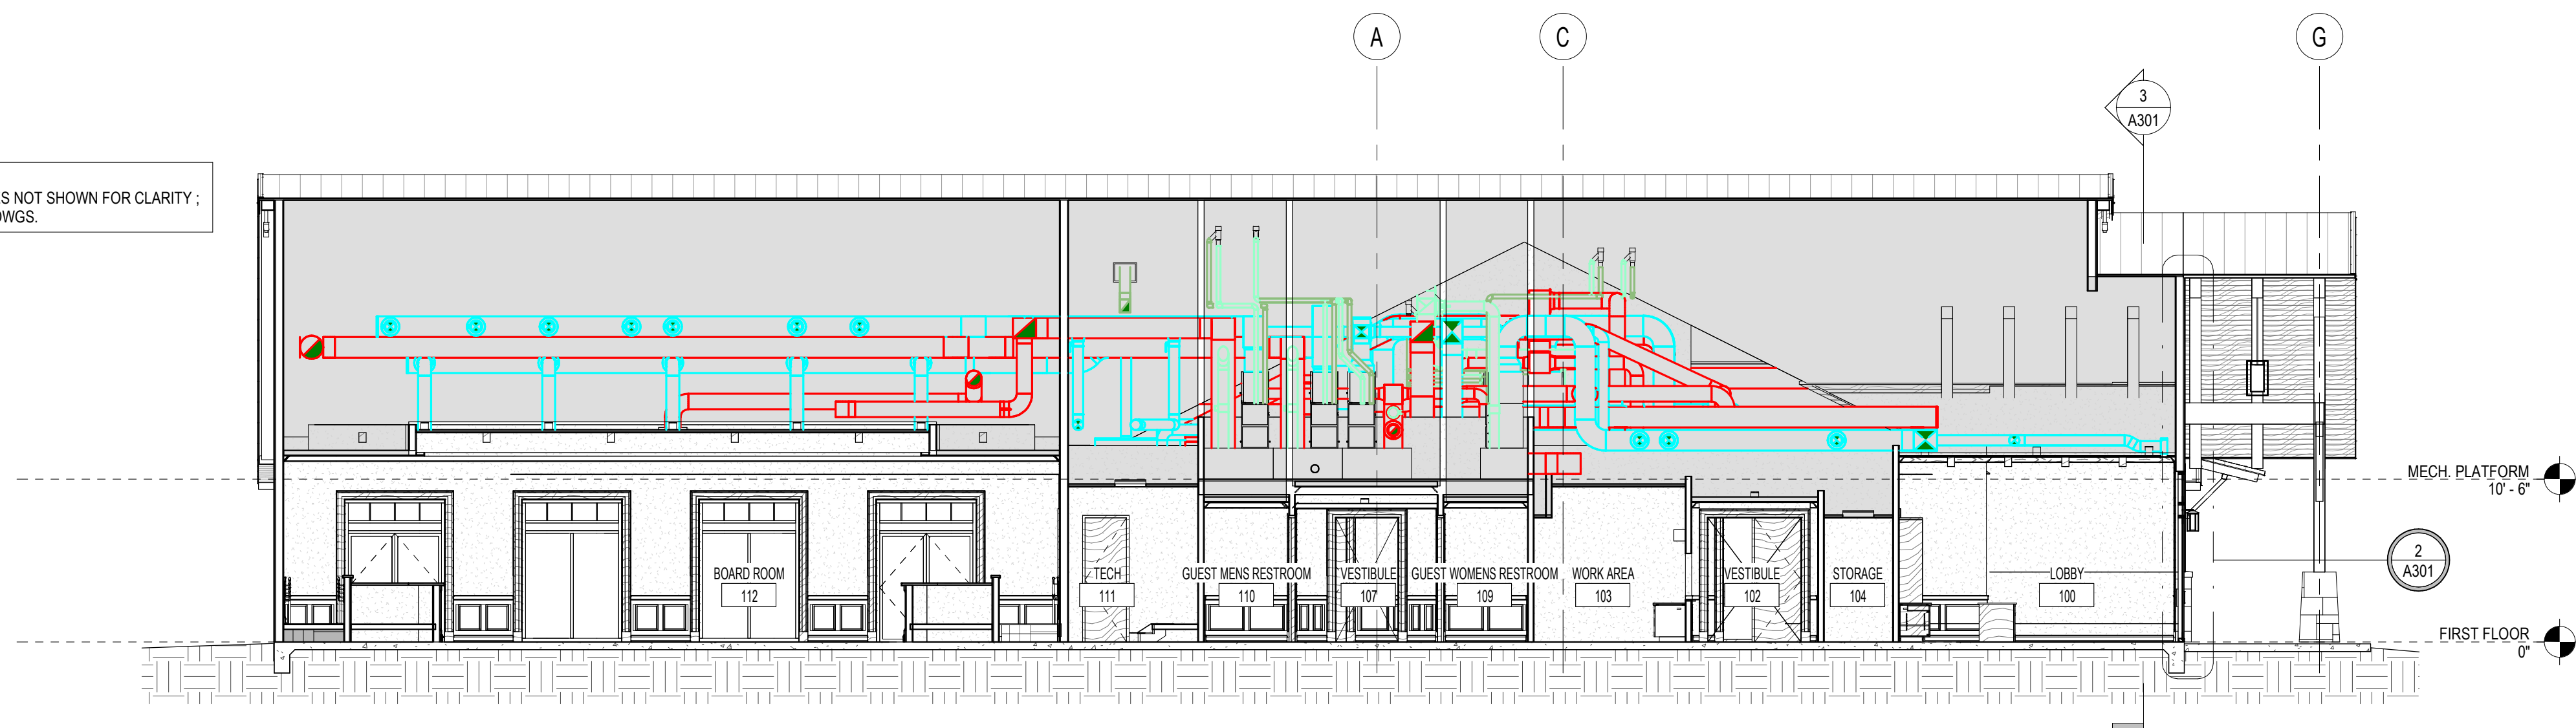 A
C
G
3
A301
S NOT SHOWN FOR CLARITY ;
DWGS.
MECH. PLATFORM
10' - 6"
BOARD ROOM
112
TECH
111
GUEST MENS RESTROOM
110
VESTIBULE
107
GUEST WOMENS RESTROOM
109
WORK AREA
103
VESTIBULE
102
STORAGE
104
LOBBY
100
2
A301
FIRST FLOOR
0"